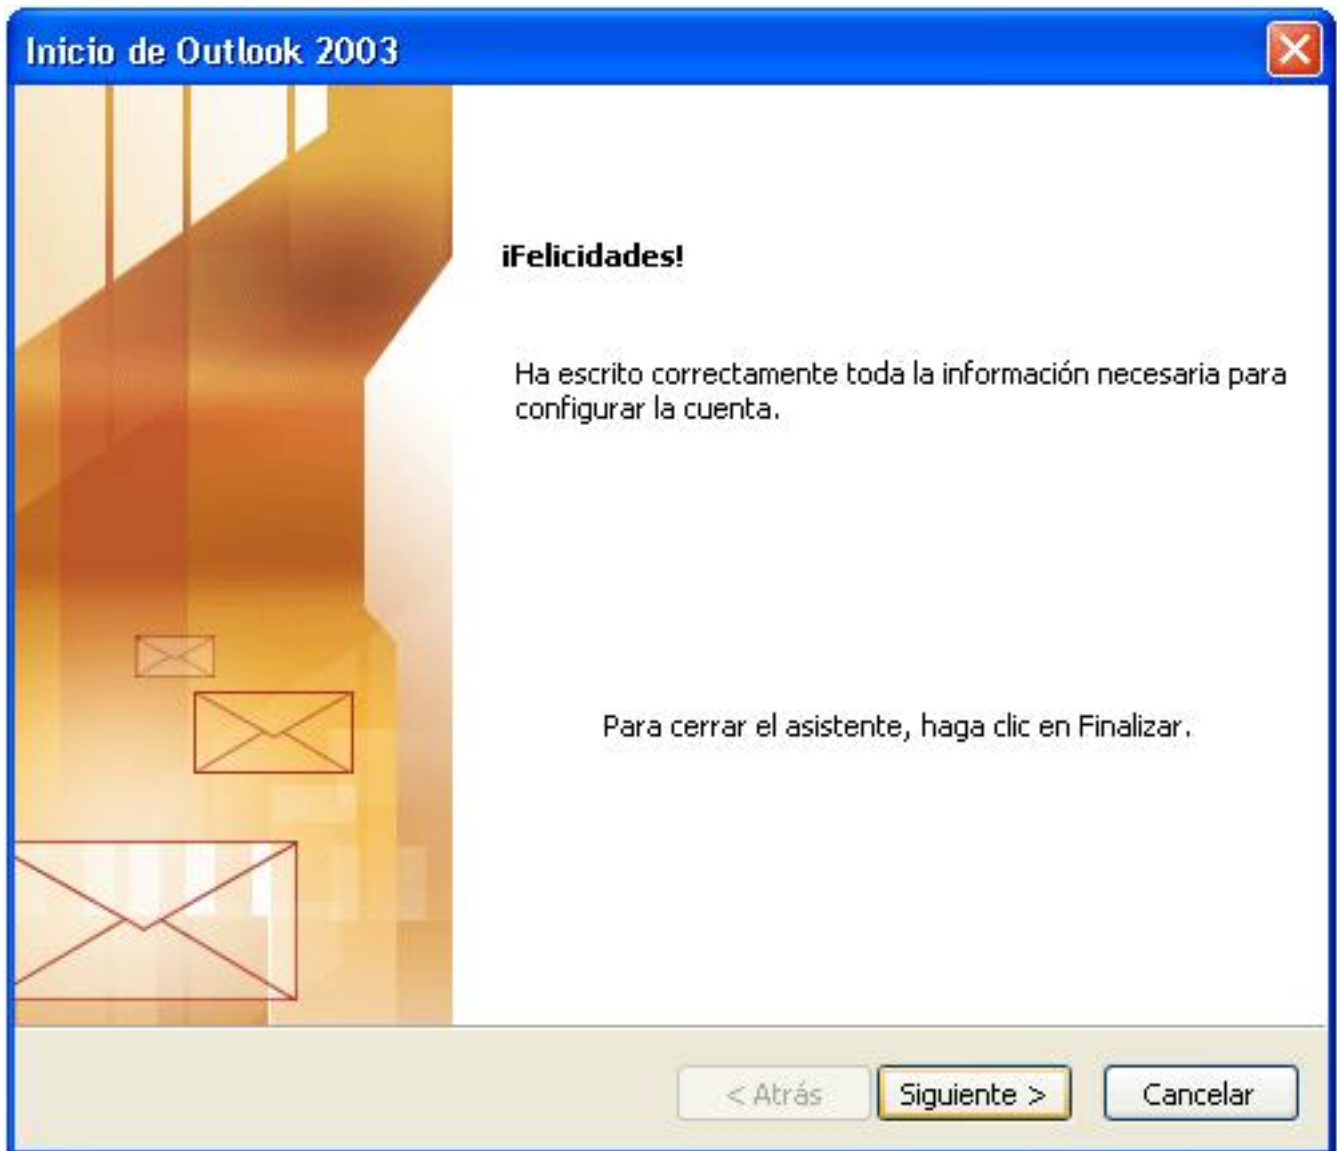 Inicio de Outlook 2003
¡Felicidades!
Ha escrito correctamente toda la información necesaria para
configurar la cuenta.
Para cerrar el asistente, haga clic en Finalizar.
< Atrás
Siguiente >
Cancelar